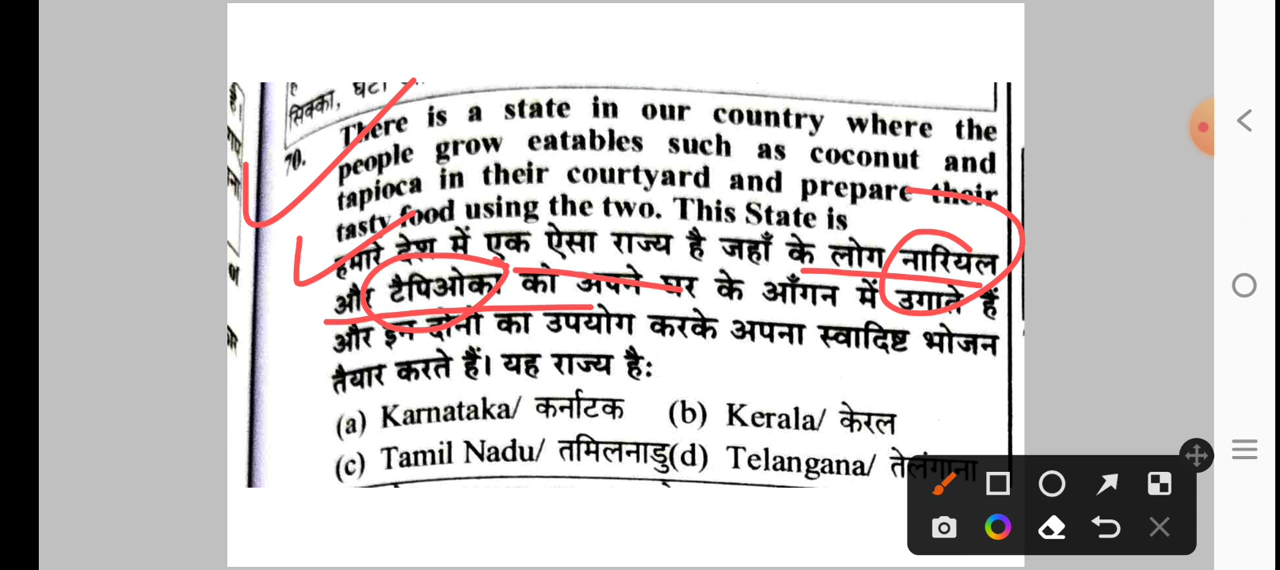 सिक्का, घंटा
70. There is a state in our country where the
people grow eatables such as coconut and
tapioca in their courtyard and prepare their
tasty food using the two. This State is
हमारे देश में एक ऐसा राज्य है जहाँ के लोग नारियल
और टैपिओका को अपने घर के आँगन में उगाते हैं
और इन दोनों का उपयोग करके अपना स्वादिष्ट भोजन
तैयार करते हैं। यह राज्य है:
(a) Karnataka/ कर्नाटक (b) Kerala/ केरल
(c) Tamil Nadu/ तमिलनाडु(d) Telangana/ तेलंगाना